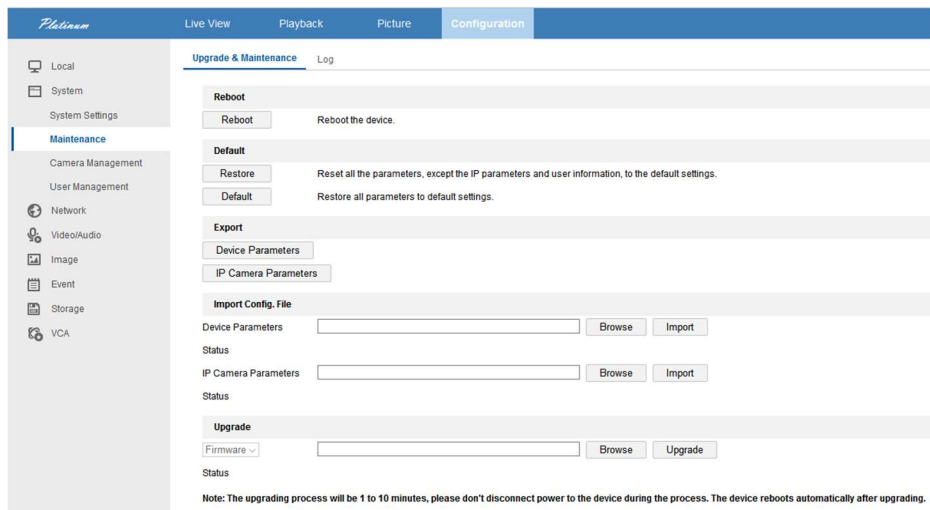 Platinum
Live View
Playback
Picture
Configuration
Local
System
System Settings
Maintenance
Camera Management
User Management
Network
Video/Audio
Image
Event
Storage
VCA
Upgrade & Maintenance
Log
Reboot
Reboot Reboot the device.
Default
Restore Reset all the parameters, except the IP parameters and user information, to the default settings.
Default Restore all parameters to default settings.
Export
Device Parameters
IP Camera Parameters
Import Config. File
Device Parameters Browse Import
Status
IP Camera Parameters Browse Import
Status
Upgrade
Firmware Browse Upgrade
Status
Note: The upgrading process will be 1 to 10 minutes, please don't disconnect power to the device during the process. The device reboots automatically after upgrading.